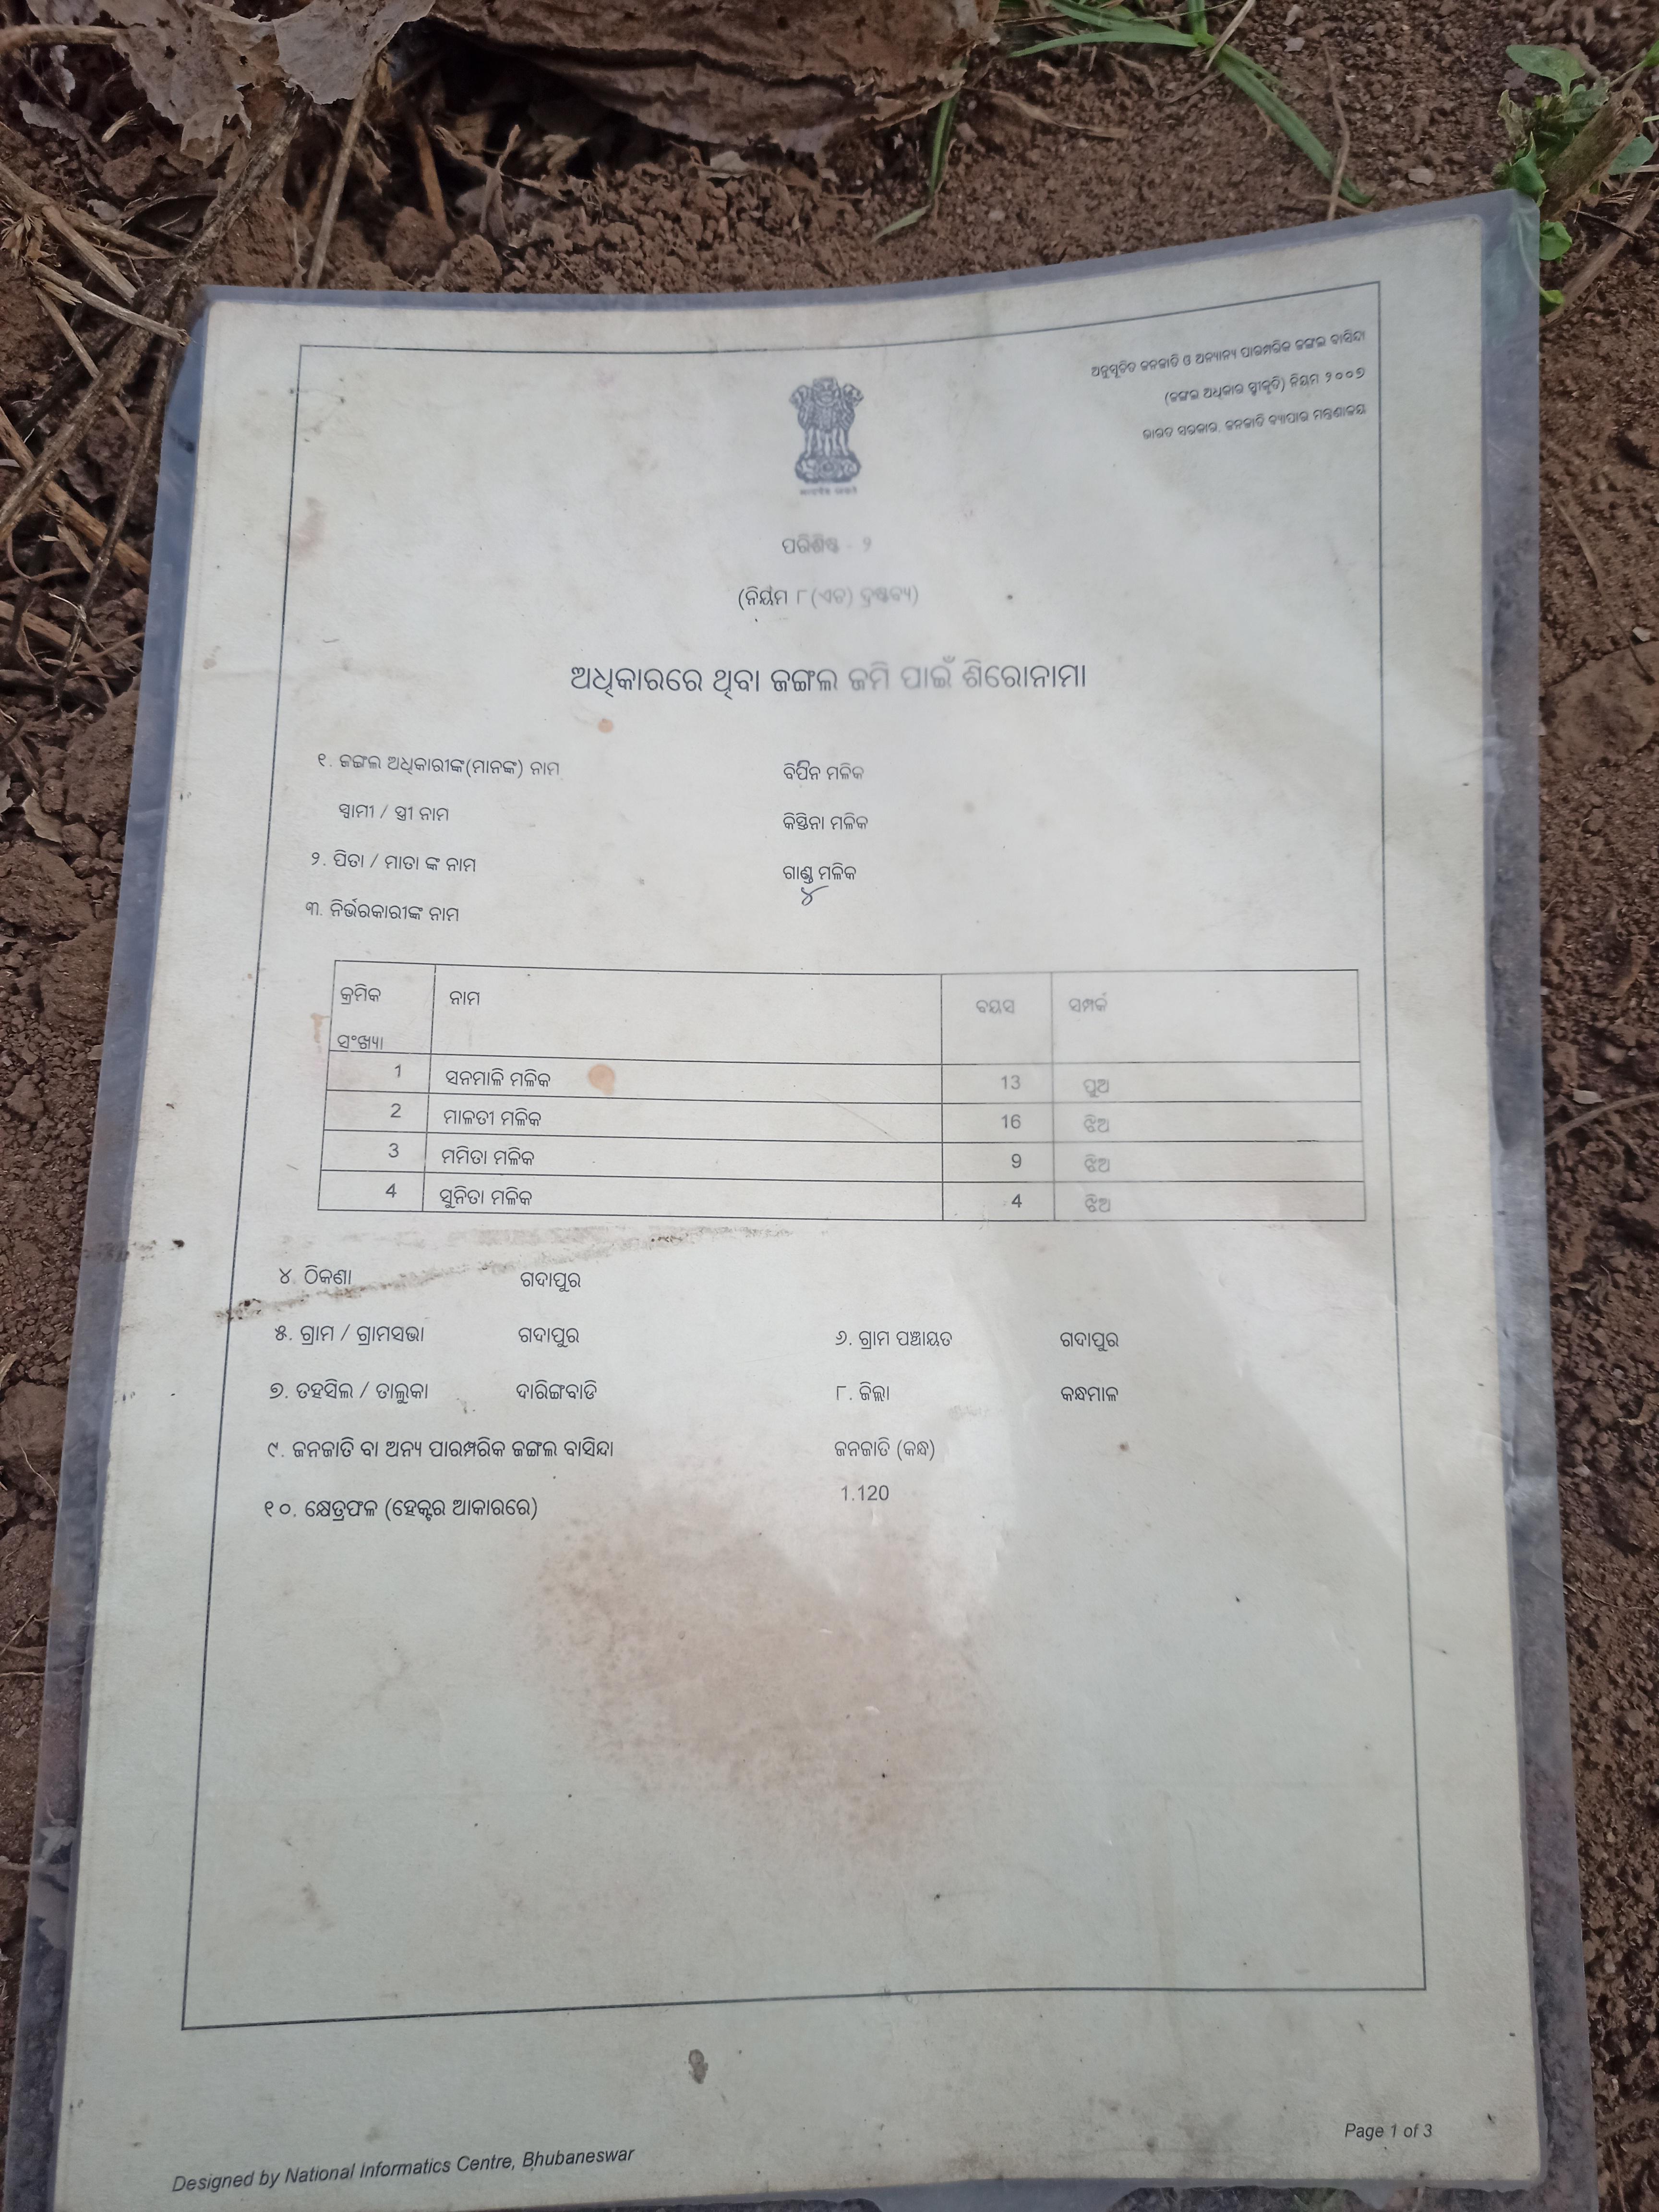 ଅନୁସୂଚିତ ଜନଜାତି ଓ ଅନ୍ୟାନ୍ୟ ପାରମ୍ପରିକ ଜଙ୍ଗଲ ବାସିନ୍ଦା
(ଜଙ୍ଗଲ ଅଧିକାର ସ୍ବୀକୃତି) ନିୟମ ୨୦୦୭
ଭାରତ ସରକାର, ଜନଜାତି ବ୍ୟାପାର ମନ୍ତ୍ରଣାଳୟ
ପରିଶିଷ୍ଟ - ୨
(ନିୟମ ୮(ଏଚ) ଦ୍ରଷ୍ଟବ୍ୟ)
ଅଧିକାରରେ ଥିବା ଜଙ୍ଗଲ ଜମି ପାଇଁ ଶିରୋନାମା
୧. ଜଙ୍ଗଲ ଅଧିକାରୀଙ୍କ(ମାନଙ୍କ) ନାମ ବିପିନ ମଳିକ
ସ୍ବାମୀ / ସ୍ତ୍ରୀ ନାମ କିସ୍ତିନା ମଳିକ
୨. ପିତା / ମାତା ଙ୍କ ନାମ ଗାଣ୍ଡ ମଳିକ
୩. ନିର୍ଭରକାରୀଙ୍କ ନାମ
କ୍ରମିକ ସଂଖ୍ୟା ନାମ ବୟସ ସମ୍ପର୍କ
1 ସନମାଳି ମଳିକ 13 ପୁଅ
2 ମାଳତୀ ମଳିକ 16 ଝିଅ
3 ମମିତା ମଳିକ 9 ଝିଅ
4 ସୁନିତା ମଳିକ 4 ଝିଅ
୪. ଠିକଣା ଗଦାପୁର
୫. ଗ୍ରାମ / ଗ୍ରାମସଭା ଗଦାପୁର ୬. ଗ୍ରାମ ପଞ୍ଚାୟତ ଗଦାପୁର
୭. ତହସିଲ / ତାଲୁକା ଦାରିଙ୍ଗବାଡି ୮. ଜିଲ୍ଲା କନ୍ଧମାଳ
୯. ଜନଜାତି ବା ଅନ୍ୟ ପାରମ୍ପରିକ ଜଙ୍ଗଲ ବାସିନ୍ଦା ଜନଜାତି (କନ୍ଧ)
୧୦. କ୍ଷେତ୍ରଫଳ (ହେକ୍ଟର ଆକାରରେ) 1.120
Page 1 of 3
Designed by National Informatics Centre, Bhubaneswar